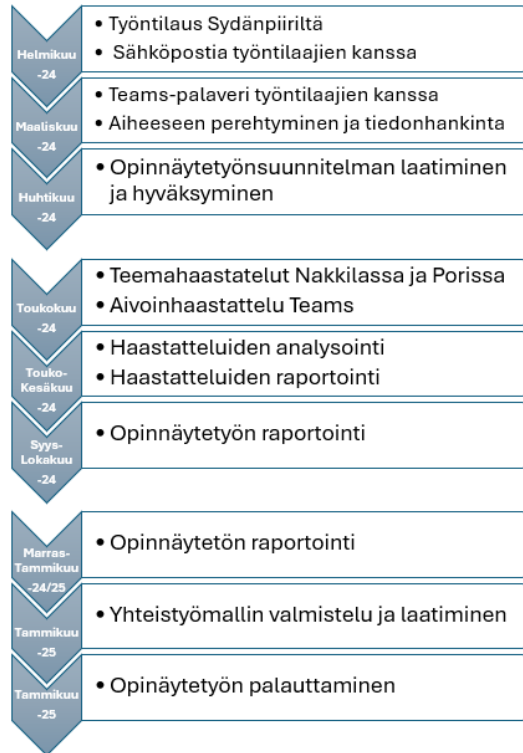 Helmikuu
-24
• Työntilaus Sydänpiiriltä
• Sähköpostia työntilaajien kanssa
Maaliskuu
-24
• Teams-palaveri työntilaajien kanssa
• Aiheeseen perehtyminen ja tiedonhankinta
Huhtikuu
-24
• Opinnäytetyönsuunnitelman laatiminen
ja hyväksyminen
Toukokuu
-24
• Teemahaastatelut Nakkilassa ja Porissa
• Aivoinhaastattelu Teams
Touko-
Kesäkuu
-24
• Haastatteluiden analysointi
• Haastatteluiden raportointi
Syys-
Lokakuu
-24
• Opinnäytetyön raportointi
Marras-
Tammikuu
-24/25
• Opinnäytetön raportointi
Tammikuu
-25
• Yhteistyömallin valmistelu ja laatiminen
Tammikuu
-25
• Opinäytetyön palauttaminen